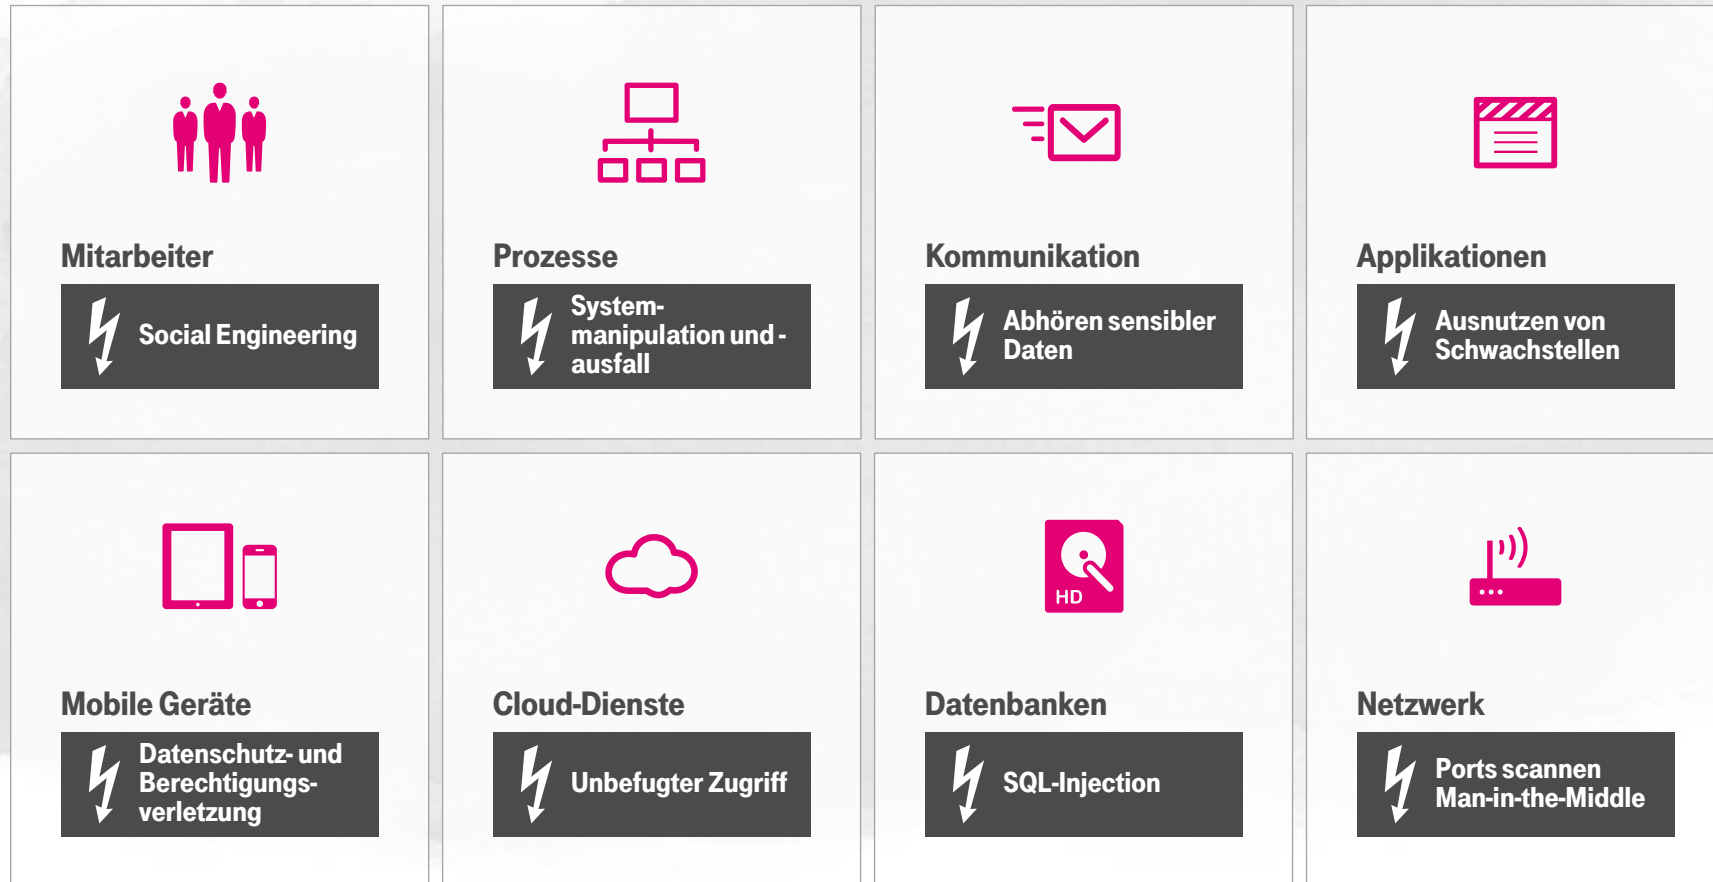 Mitarbeiter
Social Engineering
Prozesse
System-
manipulation und -
ausfall
Kommunikation
Abhören sensibler
Daten
Applikationen
Ausnutzen von
Schwachstellen
Mobile Geräte
Datenschutz- und
Berechtigungs-
verletzung
Cloud-Dienste
Unbefugter Zugriff
HD
Datenbanken
SQL-Injection
Netzwerk
Ports scannen
Man-in-the-Middle